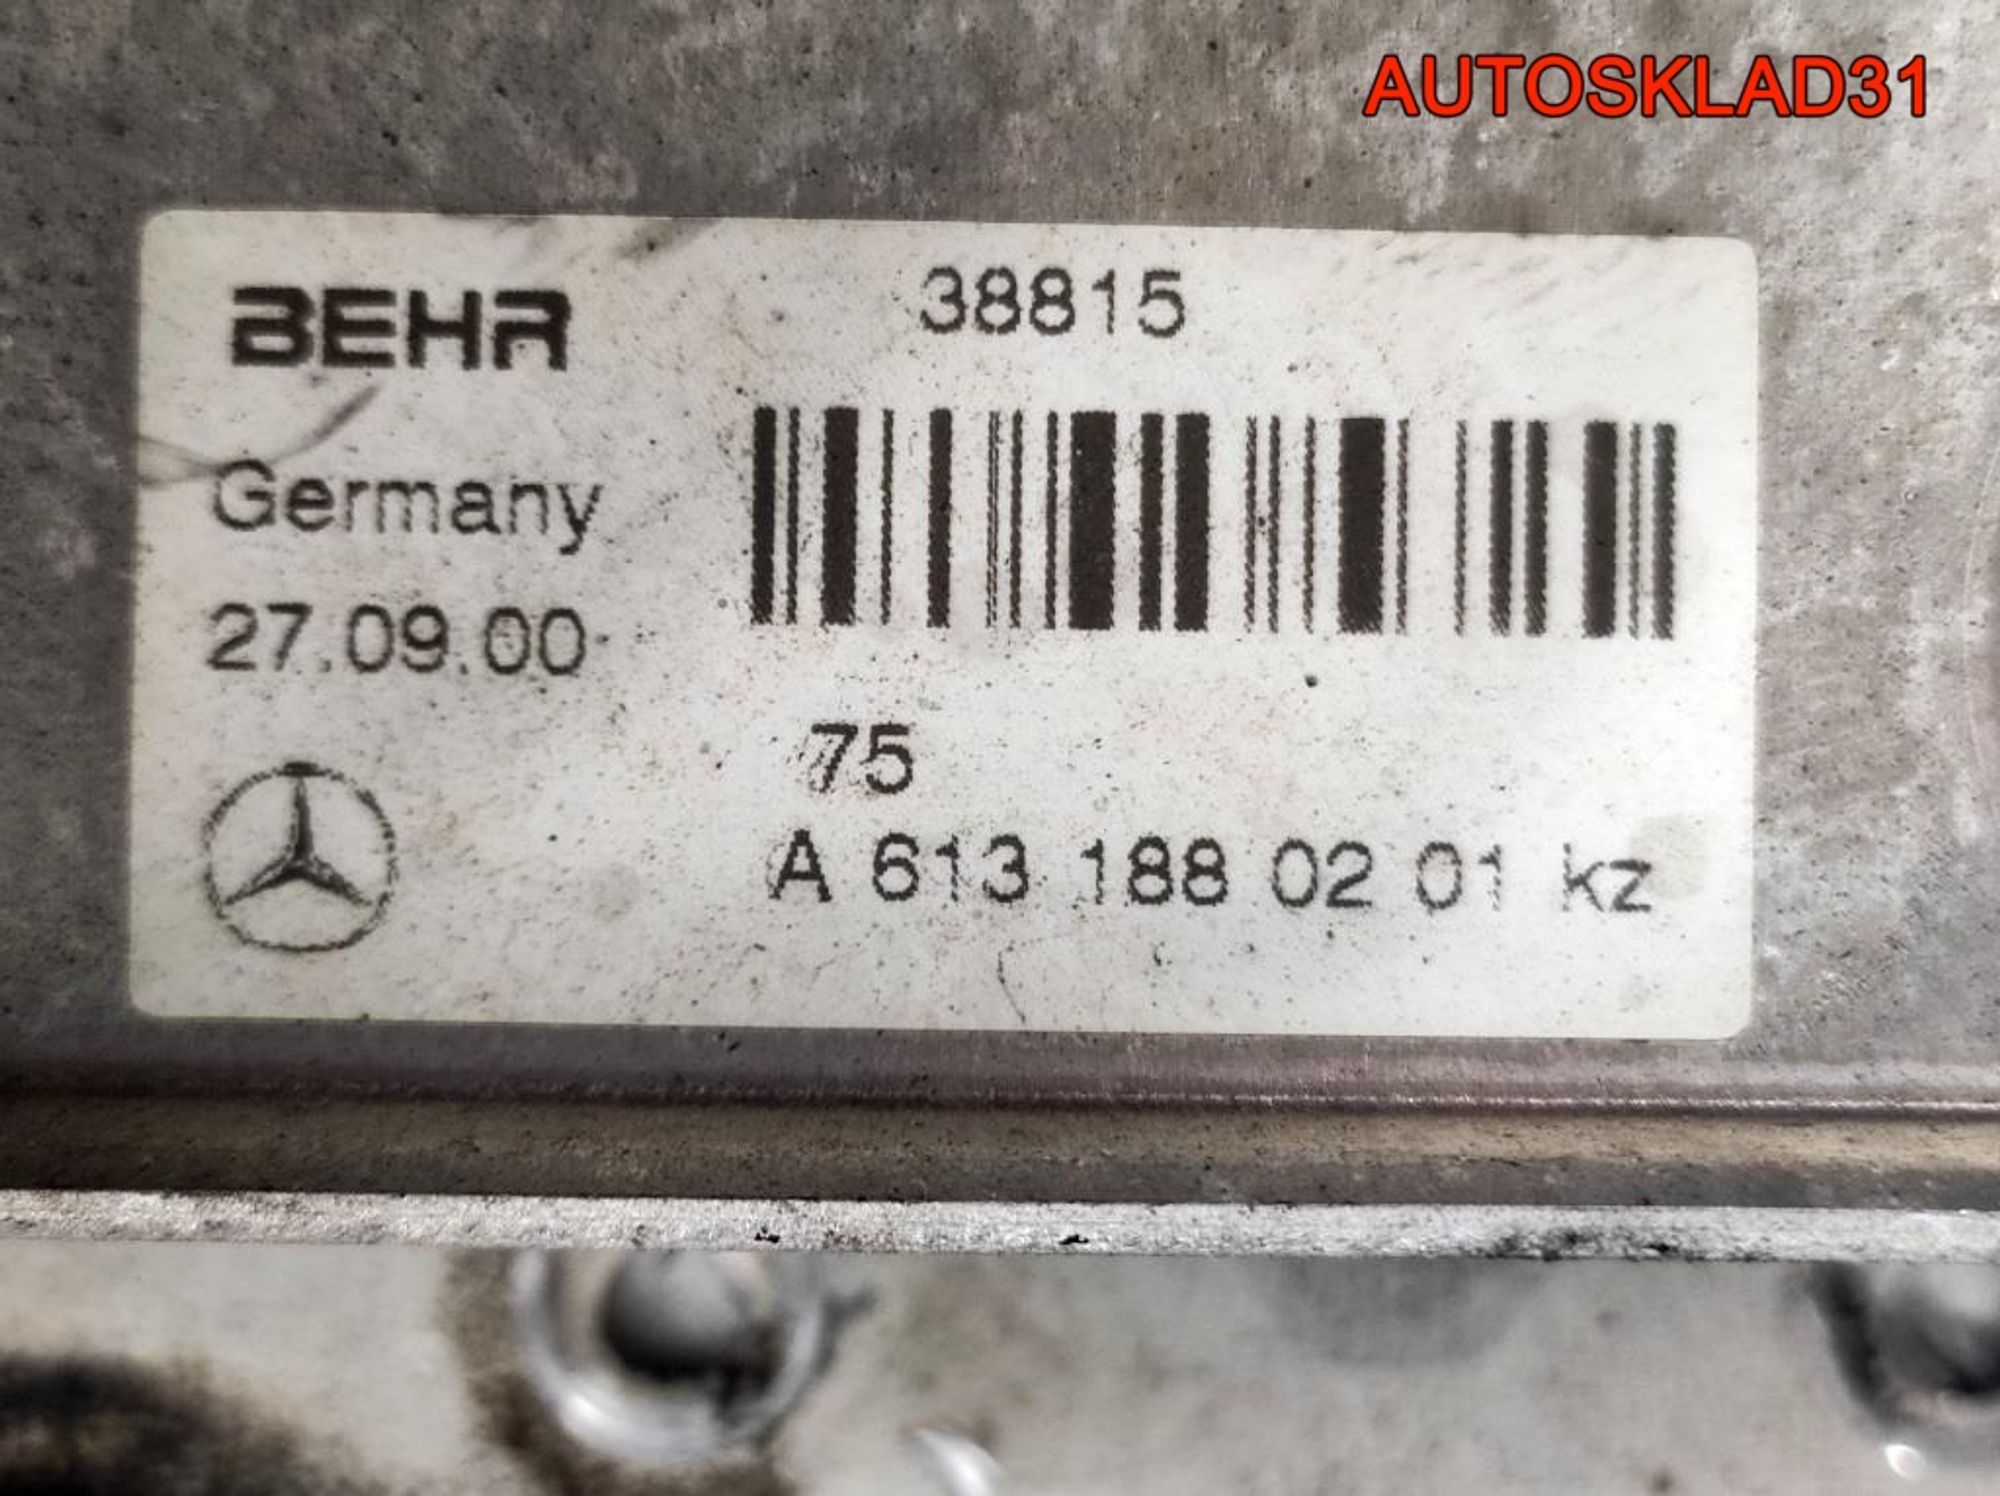 AUTOSKLAD31
BEHR
38815
Germany
27.09.00
75
A 613 188 02 01 kz